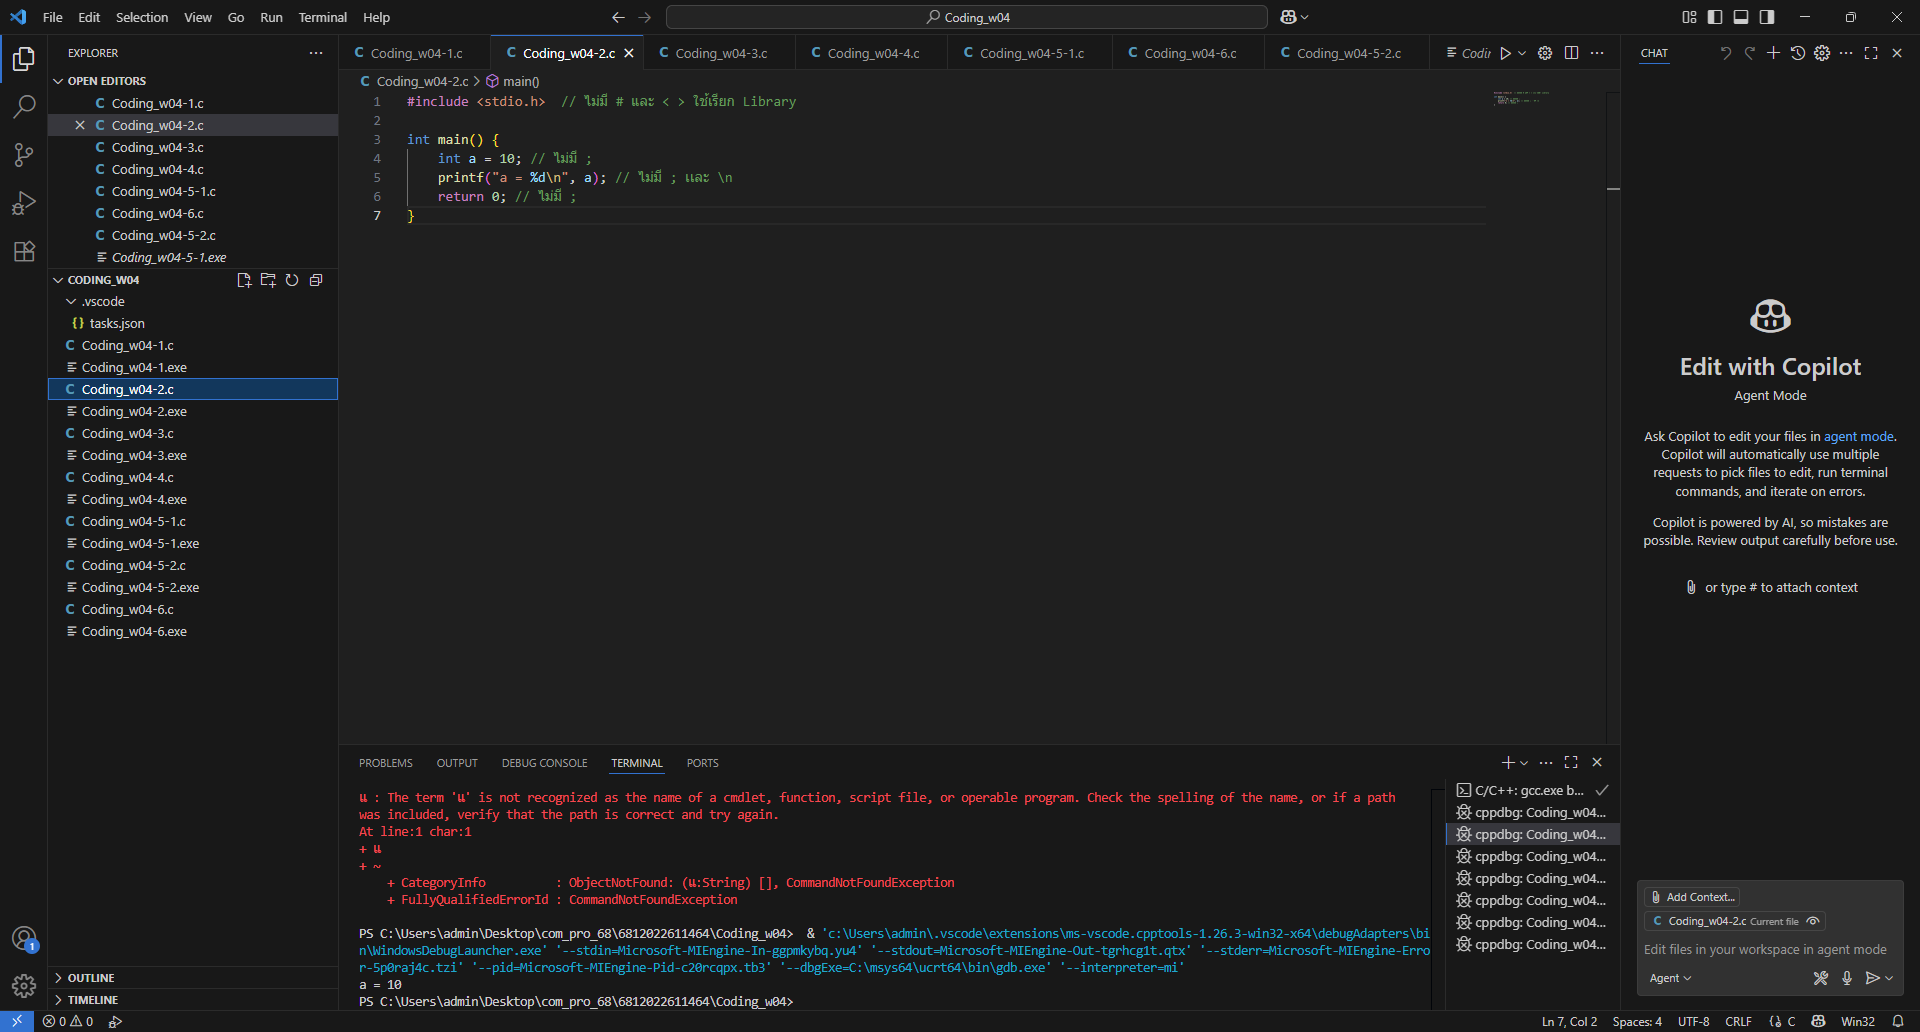 File Edit Selection View Go Run Terminal Help
Coding_w04
EXPLORER
OPEN EDITORS
Coding_w04-1.c
Coding_w04-2.c
Coding_w04-3.c
Coding_w04-4.c
Coding_w04-5-1.c
Coding_w04-6.c
Coding_w04-5-2.c
Coding_w04-5-1.exe
CODING_W04
.vscode
{} tasks.json
Coding_w04-1.c
Coding_w04-1.exe
Coding_w04-2.c
Coding_w04-2.exe
Coding_w04-3.c
Coding_w04-3.exe
Coding_w04-4.c
Coding_w04-4.exe
Coding_w04-5-1.c
Coding_w04-5-1.exe
Coding_w04-5-2.c
Coding_w04-5-2.exe
Coding_w04-6.c
Coding_w04-6.exe
OUTLINE
TIMELINE
1
C Coding_w04-1.c C Coding_w04-2.c C Coding_w04-3.c C Coding_w04-4.c C Coding_w04-5-1.c C Coding_w04-6.c C Coding_w04-5-2.c
C Coding_w04-2.c > main()
1 #include <stdio.h>  // ไม่มี # และ < > ใช้เรียก Library
2
3 int main() {
4     int a = 10; // ไม่มี ;
5     printf("a = %d\n", a); // ไม่มี ; และ \n
6     return 0; // ไม่มี ;
7 }
PROBLEMS OUTPUT DEBUG CONSOLE TERMINAL PORTS
แ : The term 'แ' is not recognized as the name of a cmdlet, function, script file, or operable program. Check the spelling of the name, or if a path
was included, verify that the path is correct and try again.
At line:1 char:1
+ แ
+ ~
    + CategoryInfo          : ObjectNotFound: (แ:String) [], CommandNotFoundException
    + FullyQualifiedErrorId : CommandNotFoundException
PS C:\Users\admin\Desktop\com_pro_68\6812022611464\Coding_w04>  & 'c:\Users\admin\.vscode\extensions\ms-vscode.cpptools-1.26.3-win32-x64\debugAdapters\bi
n\WindowsDebugLauncher.exe' '--stdin=Microsoft-MIEngine-In-ggpmkybq.yu4' '--stdout=Microsoft-MIEngine-Out-tgrhcg1t.qtx' '--stderr=Microsoft-MIEngine-Erro
r-5p0raj4c.tzi' '--pid=Microsoft-MIEngine-Pid-c20rcqpx.tb3' '--dbgExe=C:\msys64\ucrt64\bin\gdb.exe' '--interpreter=mi'
a = 10
PS C:\Users\admin\Desktop\com_pro_68\6812022611464\Coding_w04>
C/C++: gcc.exe b...
cppdbg: Coding_w04...
cppdbg: Coding_w04...
cppdbg: Coding_w04...
cppdbg: Coding_w04...
cppdbg: Coding_w04...
cppdbg: Coding_w04...
cppdbg: Coding_w04...
CHAT
Edit with Copilot
Agent Mode
Ask Copilot to edit your files in agent mode.
Copilot will automatically use multiple
requests to pick files to edit, run terminal
commands, and iterate on errors.
Copilot is powered by AI, so mistakes are
possible. Review output carefully before use.
or type # to attach context
Add Context...
C Coding_w04-2.c Current file
Edit files in your workspace in agent mode
Agent
0 0
Ln 7, Col 2 Spaces: 4 UTF-8 CRLF {} C Win32